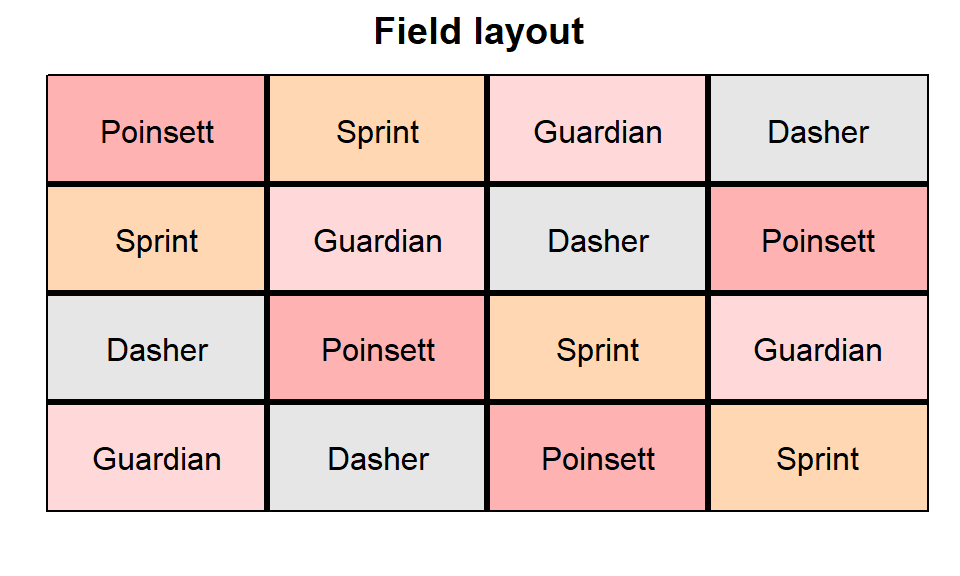 Field layout
Poinsett Sprint Guardian Dasher
Sprint Guardian Dasher Poinsett
Dasher Poinsett Sprint Guardian
Guardian Dasher Poinsett Sprint